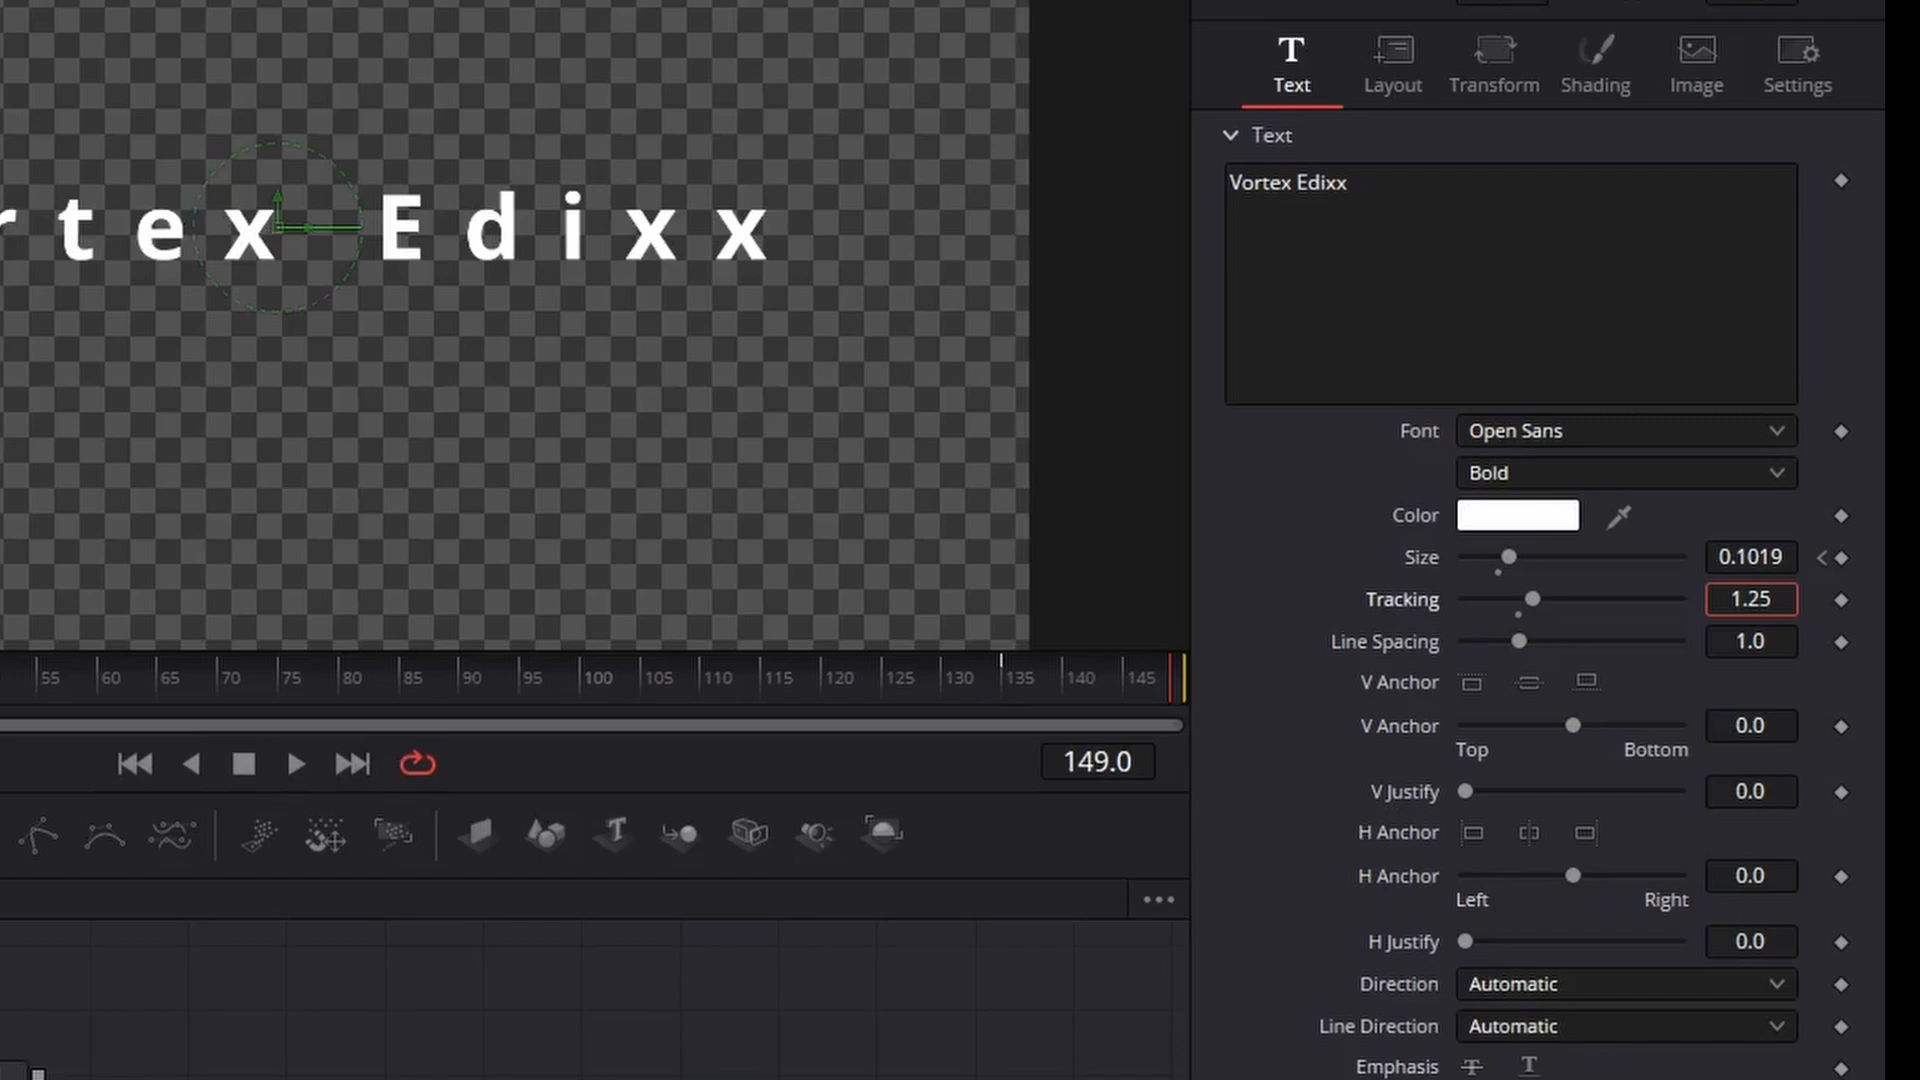 Text
Layout
Transform
Shading
Image
Settings
Text
Vortex Edixx
rtex Edixx
Font
Open Sans
Bold
Color
Size
0.1019
Tracking
1.25
Line Spacing
1.0
V Anchor
V Anchor
0.0
Top
Bottom
V Justify
0.0
H Anchor
H Anchor
0.0
Left
Right
H Justify
0.0
Direction
Automatic
Line Direction
Automatic
Emphasis
55 60 65 70 75 80 85 90 95 100 105 110 115 120 125 130 135 140 145
149.0